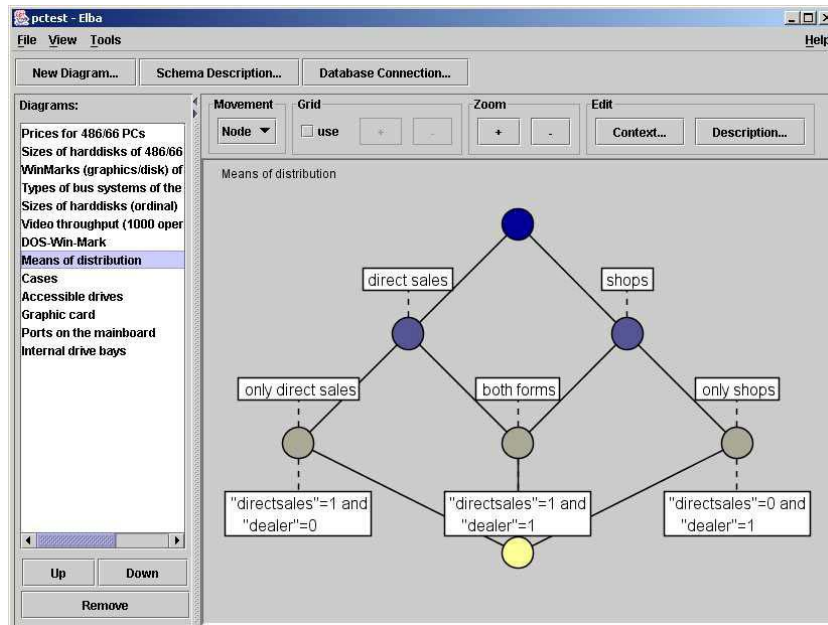 pctest - Elba
File View Tools Help
New Diagram... Schema Description... Database Connection...
Diagrams:
Prices for 486/66 PCs
Sizes of harddisks of 486/66
WinMarks (graphics/disk) of
Types of bus systems of the
Sizes of harddisks (ordinal)
Video throughput (1000 oper
DOS-Win-Mark
Means of distribution
Cases
Accessible drives
Graphic card
Ports on the mainboard
Internal drive bays
Up Down
Remove
Movement Grid Zoom Edit
Node use + - + - Context... Description...
Means of distribution
direct sales shops
only direct sales both forms only shops
"directsales"=1 and "directsales"=1 and "directsales"=0 and
"dealer"=0 "dealer"=1 "dealer"=1